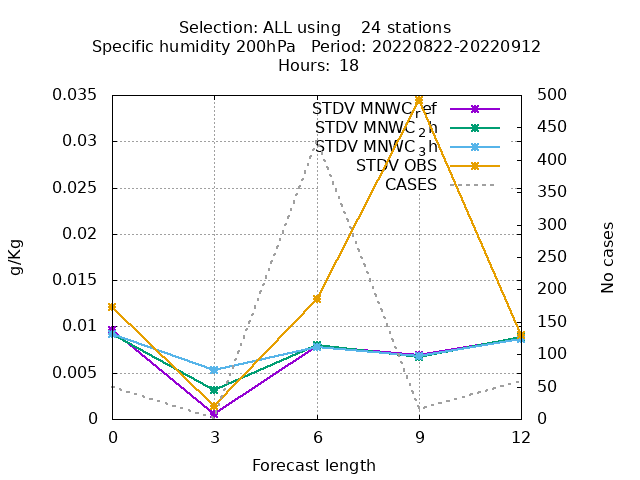 Selection: ALL using    24 stations
Specific humidity 200hPa   Period: 20220822-20220912
Hours: 18
STDV MNWC_ref
STDV MNWC_2h
STDV MNWC_3h
STDV OBS
CASES
0.035
0.03
0.025
0.02
0.015
0.01
0.005
0
500
450
400
350
300
250
200
150
100
50
0
g/Kg
No cases
0 3 6 9 12
Forecast length